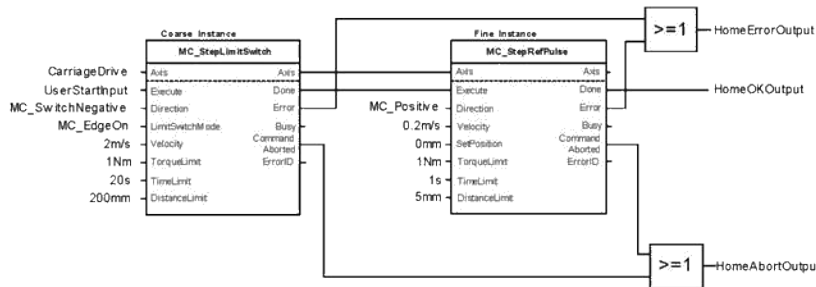 Coarse Instance
MC_StepLimitSwitch
CarriageDrive
Axis
Axis
UserStartInput
Execute
Done
MC_SwitchNegative
Direction
Error
MC_EdgeOn
LimitSwitchMode
Busy
2m/s
Velocity
Command
Aborted
1Nm
TorqueLimit
ErrorID
20s
TimeLimit
200mm
DistanceLimit
Fine Instance
MC_StepRefPulse
Axis
Axis
Execute
Done
MC_Positive
Direction
Error
0.2m/s
Velocity
Busy
0mm
SetPosition
Command
Aborted
1Nm
TorqueLimit
ErrorID
1s
TimeLimit
5mm
DistanceLimit
>=1
HomeErrorOutput
HomeOKOutput
>=1
HomeAbortOutpu